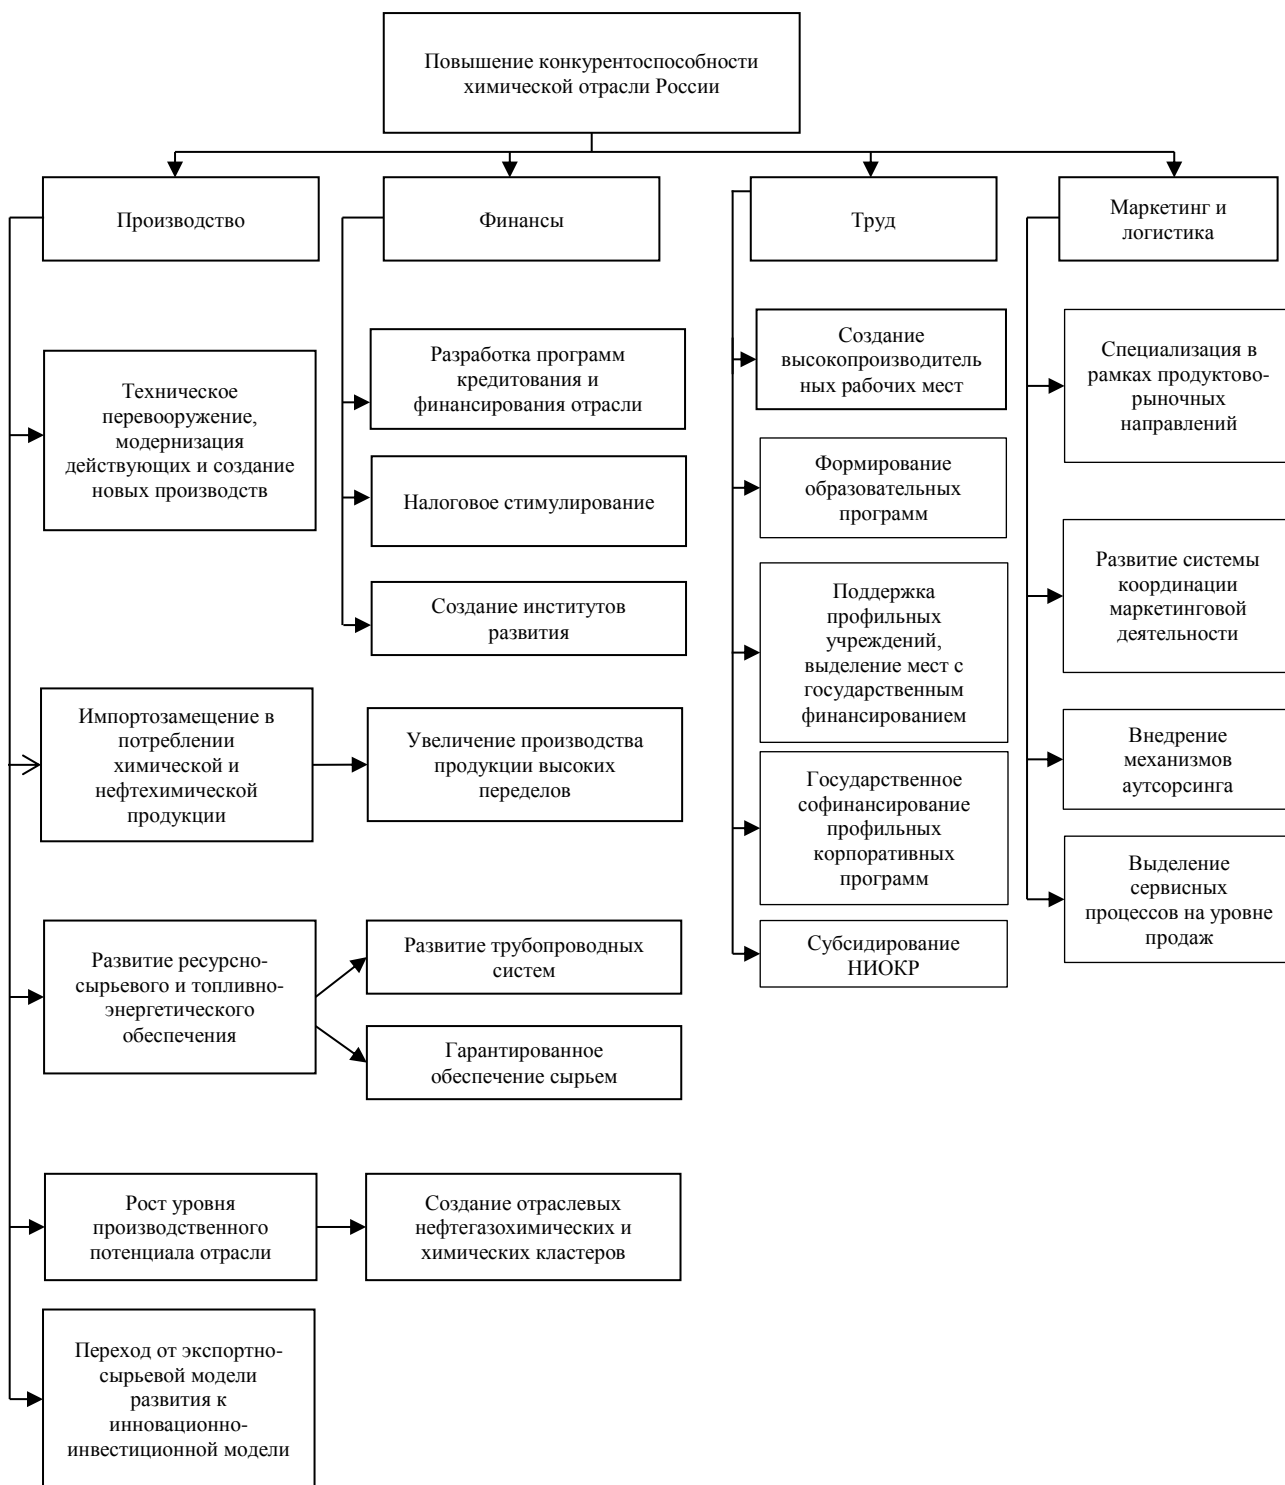 Повышение конкурентоспособности
химической отрасли России
Производство
Финансы
Труд
Маркетинг и
логистика
Техническое
перевооружение,
модернизация
действующих и создание
новых производств
Импортозамещение в
потреблении
химической и
нефтехимической
продукции
Развитие ресурсно-
сырьевого и топливно-
энергетического
обеспечения
Рост уровня
производственного
потенциала отрасли
Переход от экспортно-
сырьевой модели
развития к
инновационно-
инвестиционной модели
Разработка программ
кредитования и
финансирования отрасли
Налоговое стимулирование
Создание институтов
развития
Увеличение производства
продукции высоких
переделов
Развитие трубопроводных
систем
Гарантированное
обеспечение сырьем
Создание отраслевых
нефтегазохимических и
химических кластеров
Создание
высокопроизводитель
ных рабочих мест
Формирование
образовательных
программ
Поддержка
профильных
учреждений,
выделение мест с
государственным
финансированием
Государственное
софинансирование
профильных
корпоративных
программ
Субсидирование
НИОКР
Специализация в
рамках продуктово-
рыночных
направлений
Развитие системы
координации
маркетинговой
деятельности
Внедрение
механизмов
аутсорсинга
Выделение
сервисных
процессов на уровне
продаж